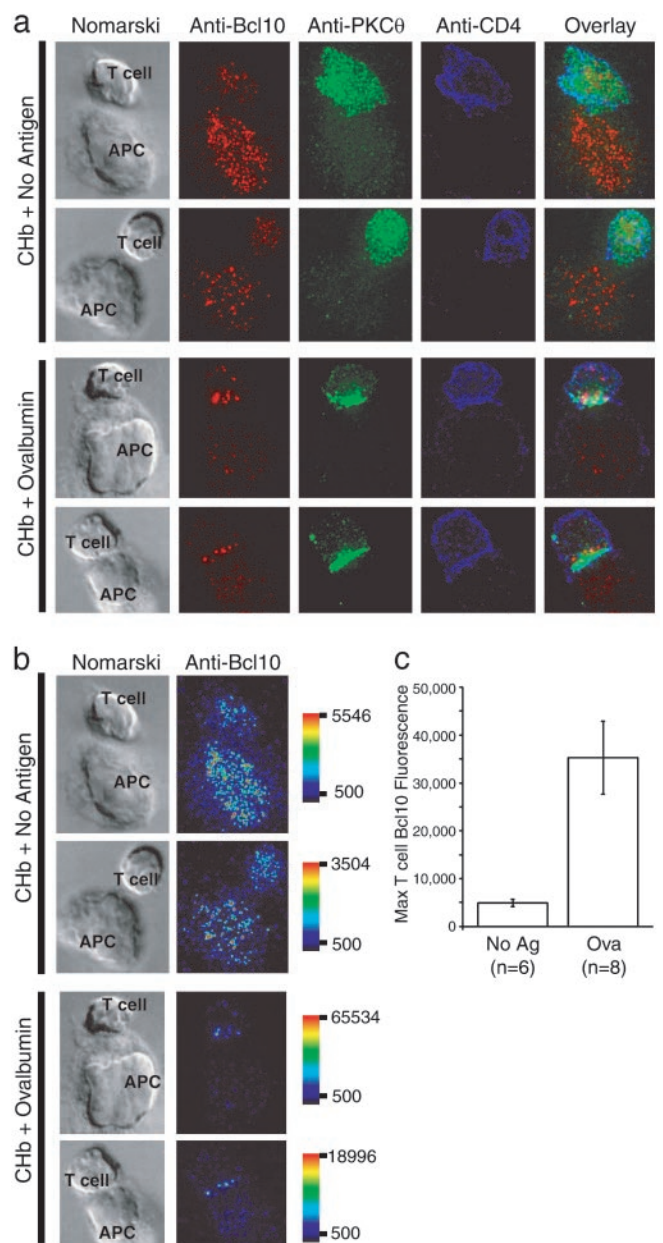 a
Nomarski Anti-Bcl10 Anti-PKCθ Anti-CD4 Overlay
CHb + No Antigen
T cell
APC
T cell
APC
CHb + Ovalbumin
T cell
APC
T cell
APC
b
Nomarski Anti-Bcl10
CHb + No Antigen
T cell
APC
5546
500
T cell
APC
3504
500
CHb + Ovalbumin
T cell
APC
65534
500
T cell
APC
18996
500
c
Max T cell Bcl10 Fluorescence
50,000
40,000
30,000
20,000
10,000
0
No Ag Ova
(n=6) (n=8)